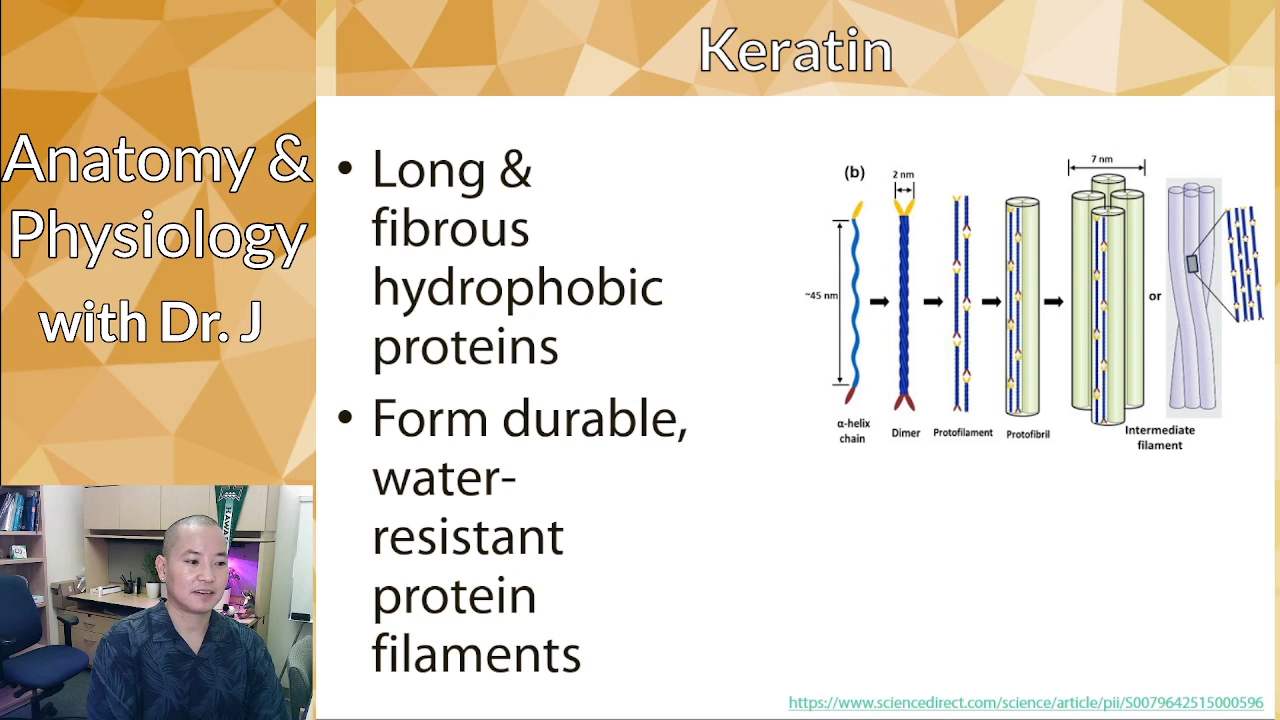 Anatomy &
Physiology
with Dr. J
Keratin
• Long &
fibrous
hydrophobic
proteins
• Form durable,
water-
resistant
protein
filaments
(b)
2 nm
7 nm
~45 nm
or
α-helix
chain
Dimer
Protofilament
Protofibril
Intermediate
filament
HAWA
https://www.sciencedirect.com/science/article/pii/S0079642515000596